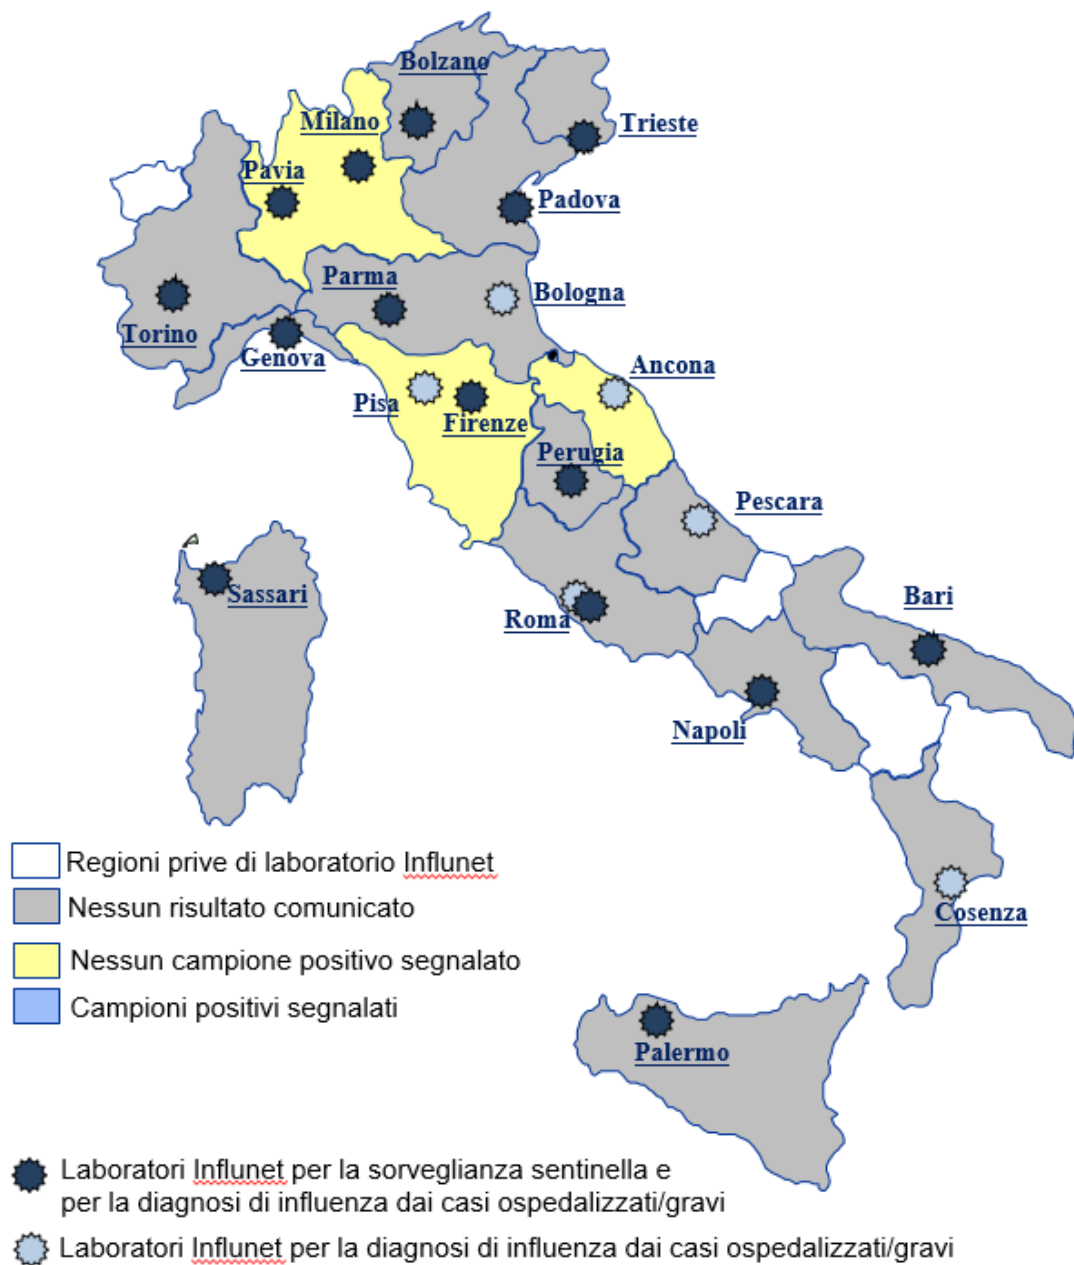 Bolzano
Milano
Trieste
Pavia
Padova
Parma
Bologna
Torino
Genova
Ancona
Pisa
Firenze
Perugia
Pescara
Sassari
Roma
Bari
Napoli
Regioni prive di laboratorio Influnet
Nessun risultato comunicato
Cosenza
Nessun campione positivo segnalato
Campioni positivi segnalati
Palermo
Laboratori Influnet per la sorveglianza sentinella e
per la diagnosi di influenza dai casi ospedalizzati/gravi
Laboratori Influnet per la diagnosi di influenza dai casi ospedalizzati/gravi